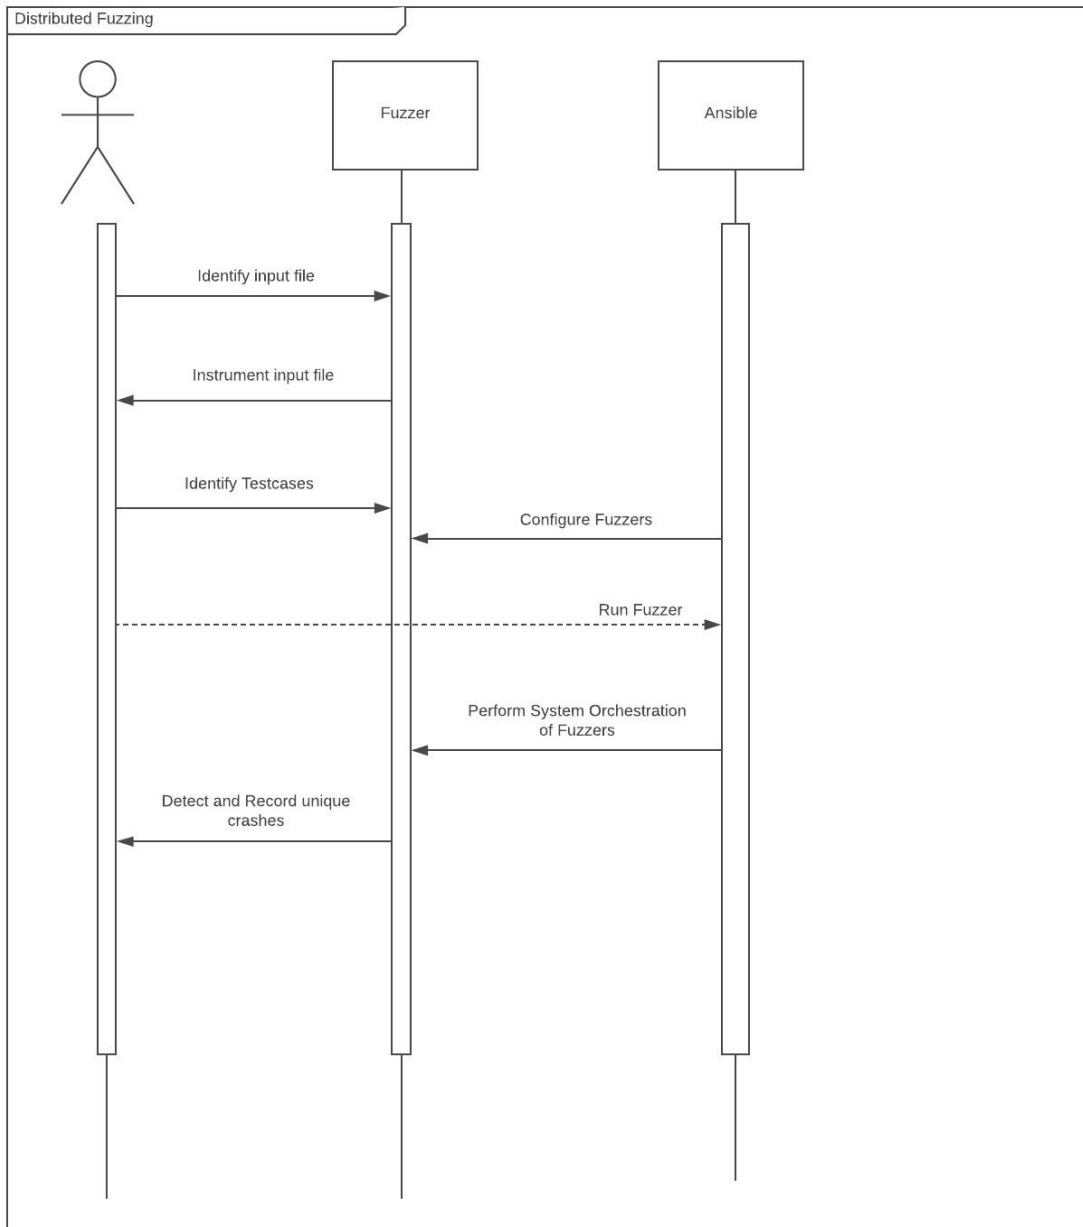 Distributed Fuzzing
Fuzzer
Ansible
Identify input file
Instrument input file
Identify Testcases
Configure Fuzzers
Run Fuzzer
Perform System Orchestration
of Fuzzers
Detect and Record unique
crashes